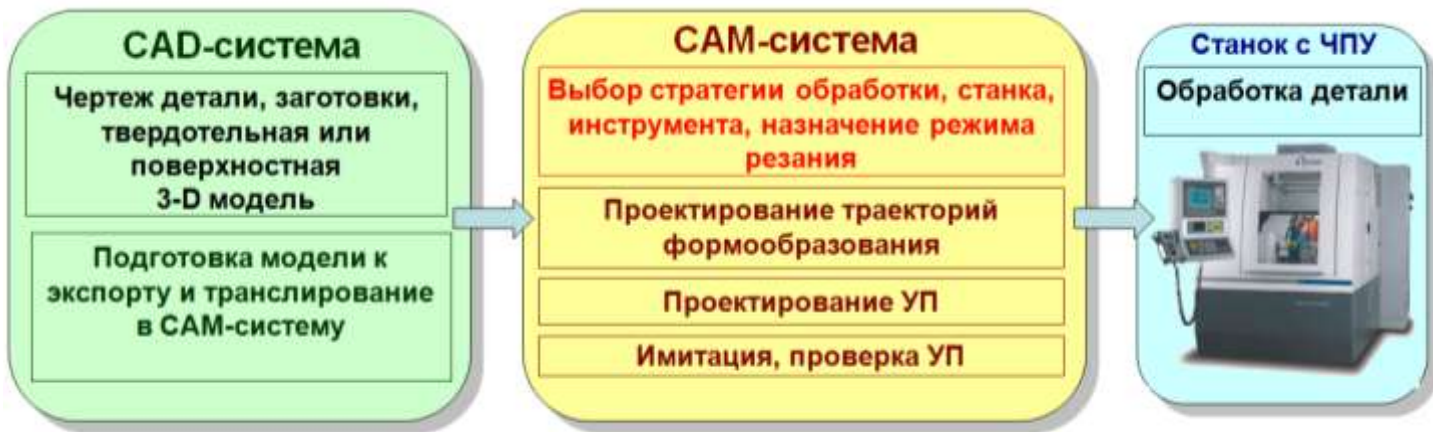 CAD-система
Чертеж детали, заготовки,
твердотельная или
поверхностная
3-D модель
Подготовка модели к
экспорту и транслирование
в САМ-систему
САМ-система
Выбор стратегии обработки, станка,
инструмента, назначение режима
резания
Проектирование траекторий
формообразования
Проектирование УП
Имитация, проверка УП
Станок с ЧПУ
Обработка детали